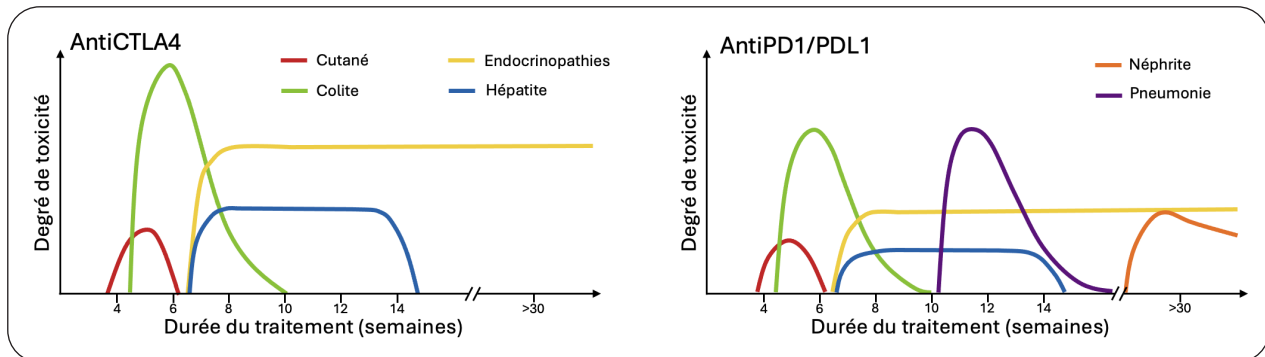 AntiCTLA4
Cutané
Colite
Endocrinopathies
Hépatite
Degré de toxicité
4 6 8 10 12 14 >30
Durée du traitement (semaines)
AntiPD1/PDL1
Néphrite
Pneumonie
Degré de toxicité
4 6 8 10 12 14 >30
Durée du traitement (semaines)